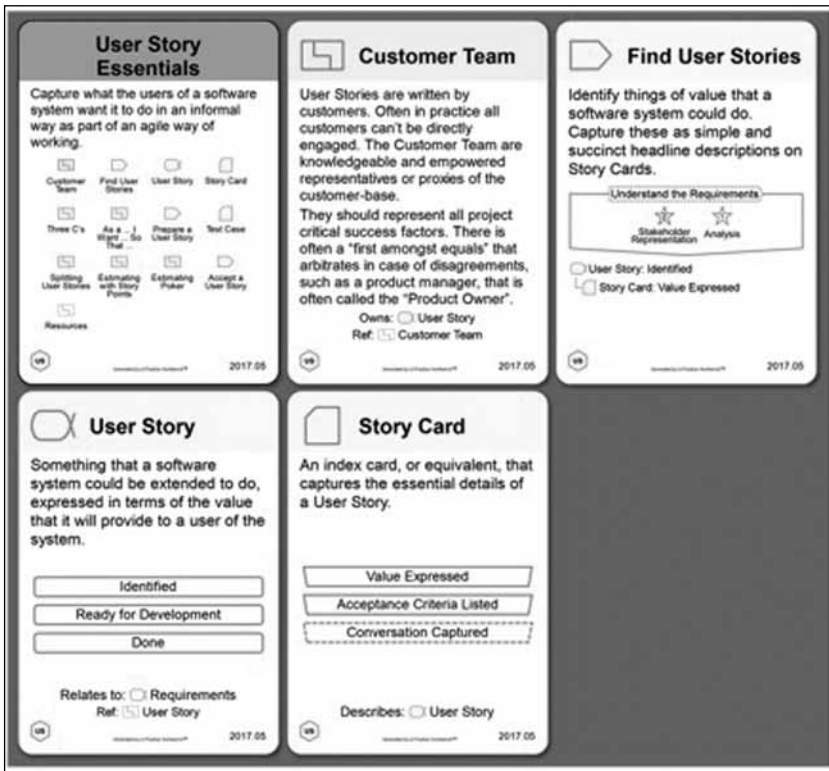 User Story
Essentials
Capture what the users of a software
system want it to do in an informal
way as part of an agile way of
working.
Customer
Team
Find User
Stories
User Story
Story Card
Three C's
As a ... I
Want ... So
That ...
Prepare a
User Story
Test Case
Splitting
User Stories
Estimating
with Story
Points
Estimating
Poker
Accept a
User Story
Resources
US
2017.05
Customer Team
User Stories are written by
customers. Often in practice all
customers can't be directly
engaged. The Customer Team are
knowledgeable and empowered
representatives or proxies of the
customer-base.
They should represent all project
critical success factors. There is
often a “first amongst equals” that
arbitrates in case of disagreements,
such as a product manager, that is
often called the “Product Owner”.
Owns: User Story
Ref: Customer Team
US
2017.05
Find User Stories
Identify things of value that a
software system could do.
Capture these as simple and
succinct headline descriptions on
Story Cards.
Understand the Requirements
Stakeholder
Representation
Analysis
User Story: Identified
Story Card: Value Expressed
US
2017.05
User Story
Something that a software
system could be extended to do,
expressed in terms of the value
that it will provide to a user of the
system.
Identified
Ready for Development
Done
Relates to: Requirements
Ref: User Story
US
2017.05
Story Card
An index card, or equivalent, that
captures the essential details of
a User Story.
Value Expressed
Acceptance Criteria Listed
Conversation Captured
Describes: User Story
US
2017.05